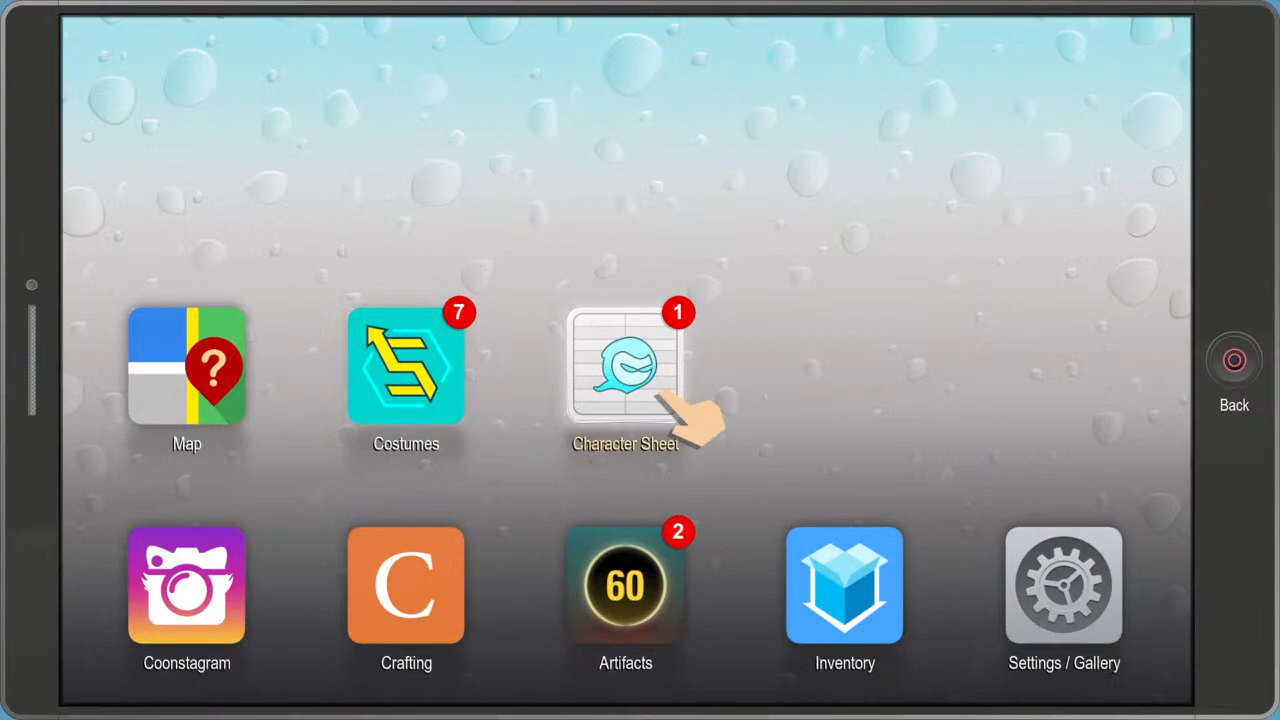 7
1
?
Map
Costumes
Character Sheet
Back
2
C
60
Coonstagram
Crafting
Artifacts
Inventory
Settings / Gallery